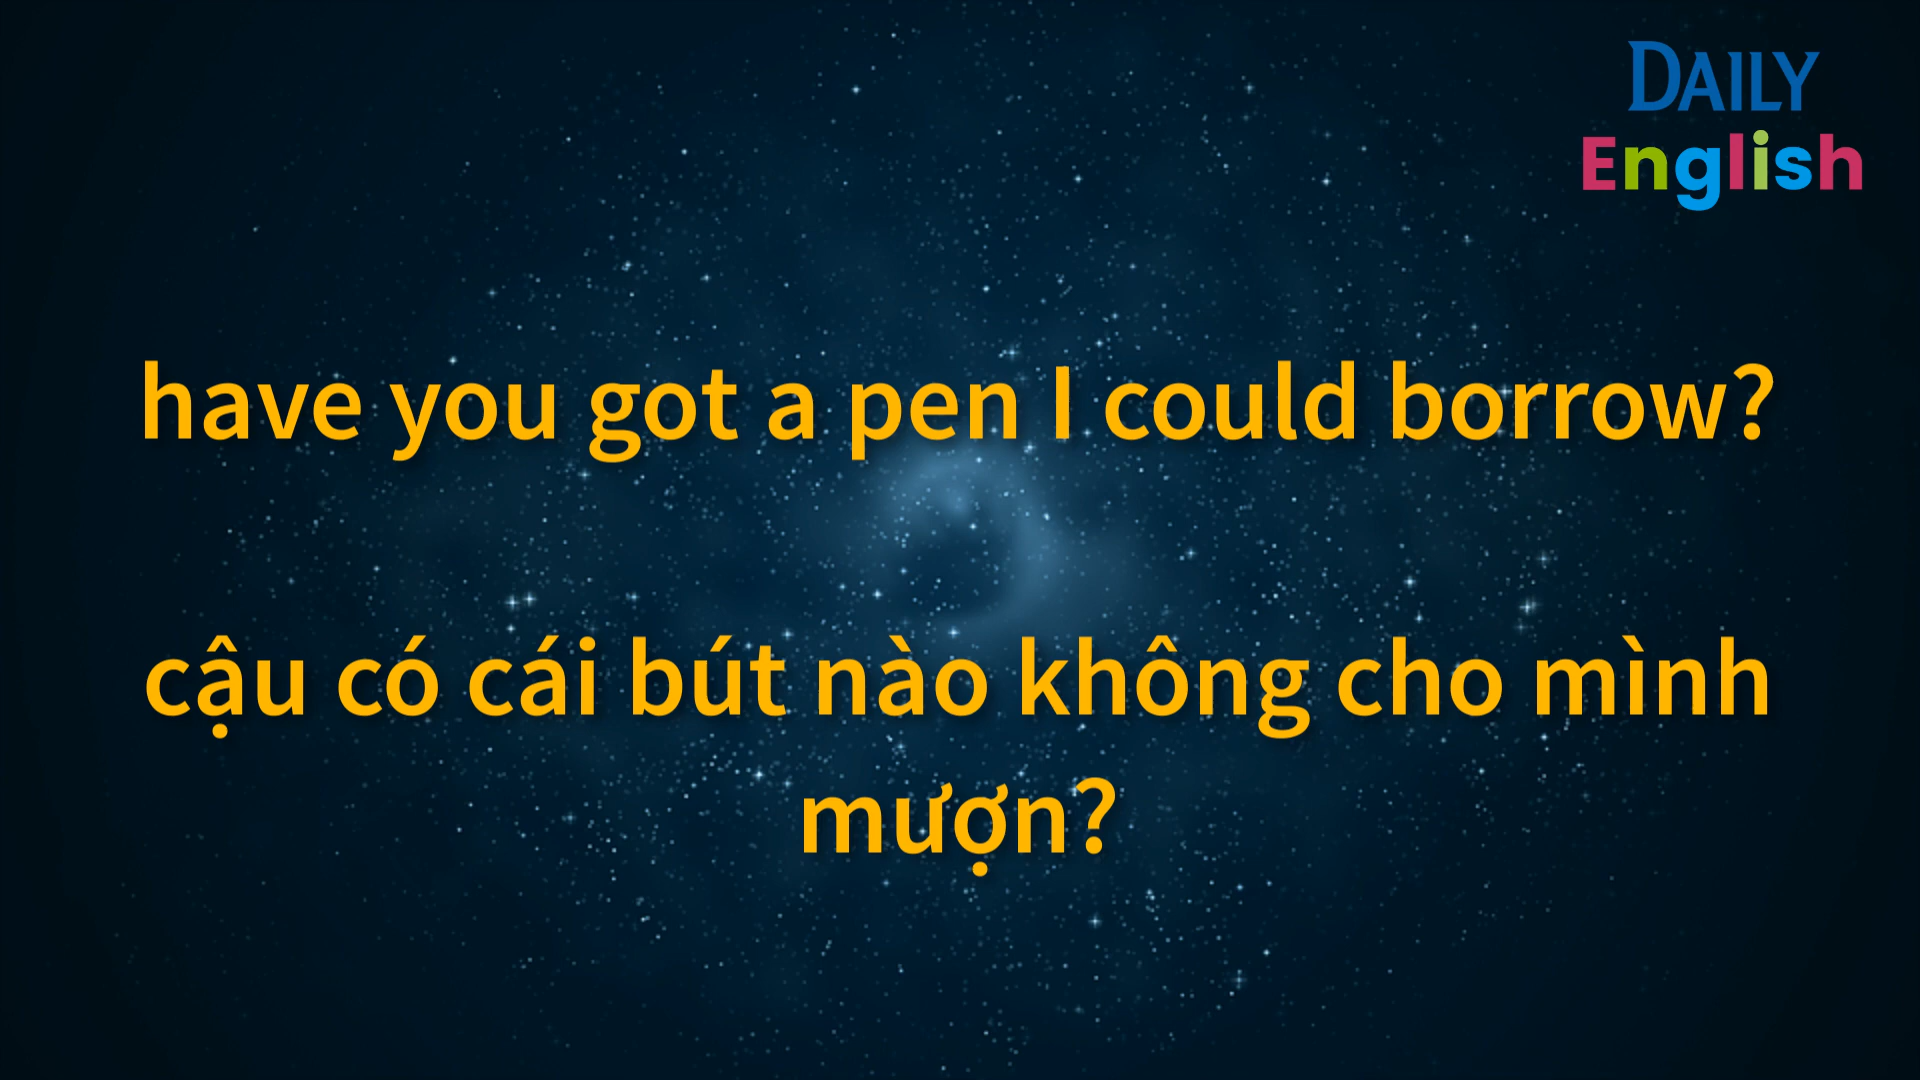 DAILY
English
have you got a pen I could borrow?
cậu có cái bút nào không cho mình
mượn?